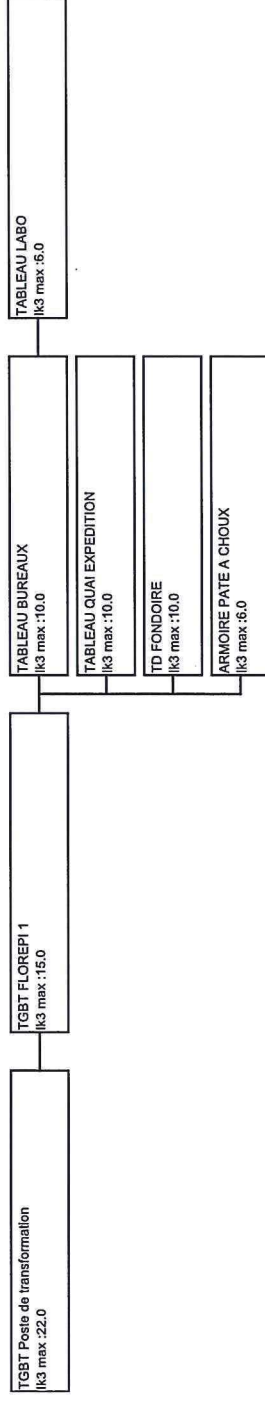 TGBT Poste de transformation
Ik3 max :22.0
TGBT FLOREPI 1
Ik3 max :15.0
TABLEAU BUREAUX
Ik3 max :10.0
TABLEAU QUAI EXPEDITION
Ik3 max :10.0
TD FONDOIRE
Ik3 max :10.0
ARMOIRE PATE A CHOUX
Ik3 max :6.0
TABLEAU LABO
Ik3 max :6.0